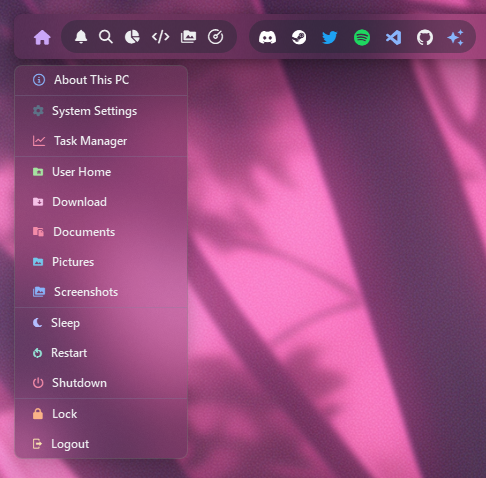 About This PC
System Settings
Task Manager
User Home
Download
Documents
Pictures
Screenshots
Sleep
Restart
Shutdown
Lock
Logout